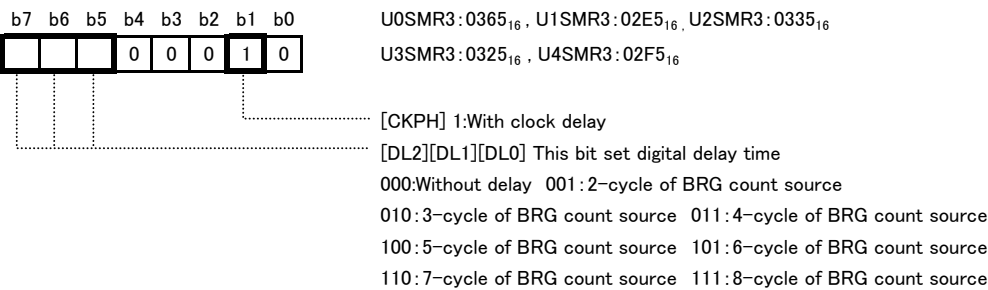 b7 b6 b5 b4 b3 b2 b1 b0
U0SMR3:0365₁₆ , U1SMR3:02E5₁₆ , U2SMR3:0335₁₆
0 0 0 1 0
U3SMR3:0325₁₆ , U4SMR3:02F5₁₆
[CKPH] 1:With clock delay
[DL2][DL1][DL0] This bit set digital delay time
000:Without delay 001:2-cycle of BRG count source
010:3-cycle of BRG count source 011:4-cycle of BRG count source
100:5-cycle of BRG count source 101:6-cycle of BRG count source
110:7-cycle of BRG count source 111:8-cycle of BRG count source